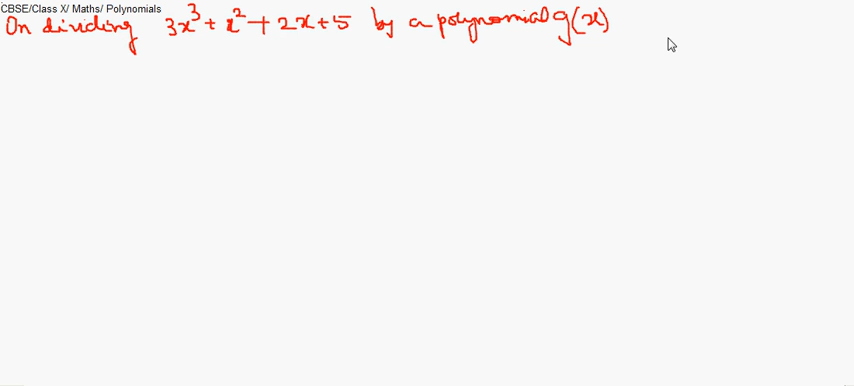 CBSE/Class X/ Maths/ Polynomials
On dividing 3x³ + x² + 2x + 5 by a polynomial g(x)